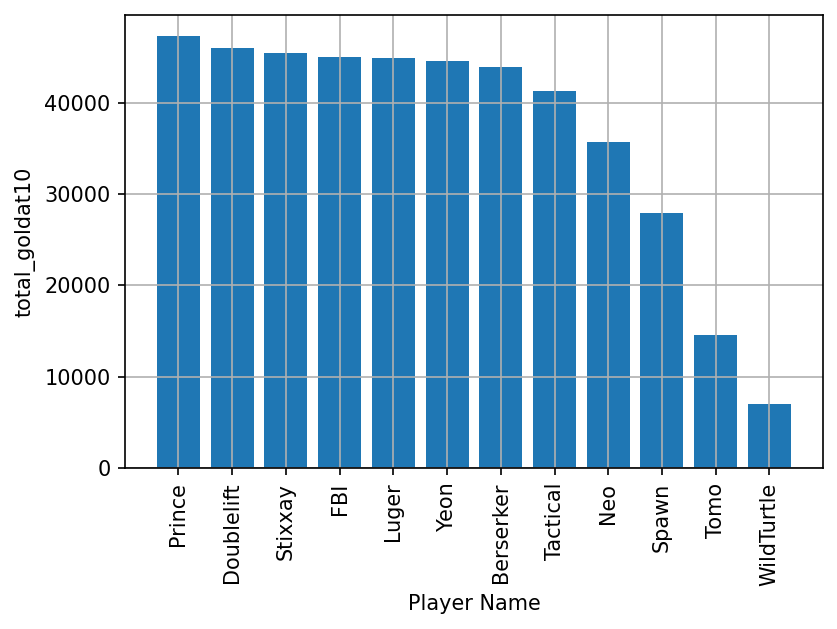 total_goldat10
40000
30000
20000
10000
0
Prince
Doublelift
Stixxay
FBI
Luger
Yeon
Berserker
Tactical
Neo
Spawn
Tomo
WildTurtle
Player Name